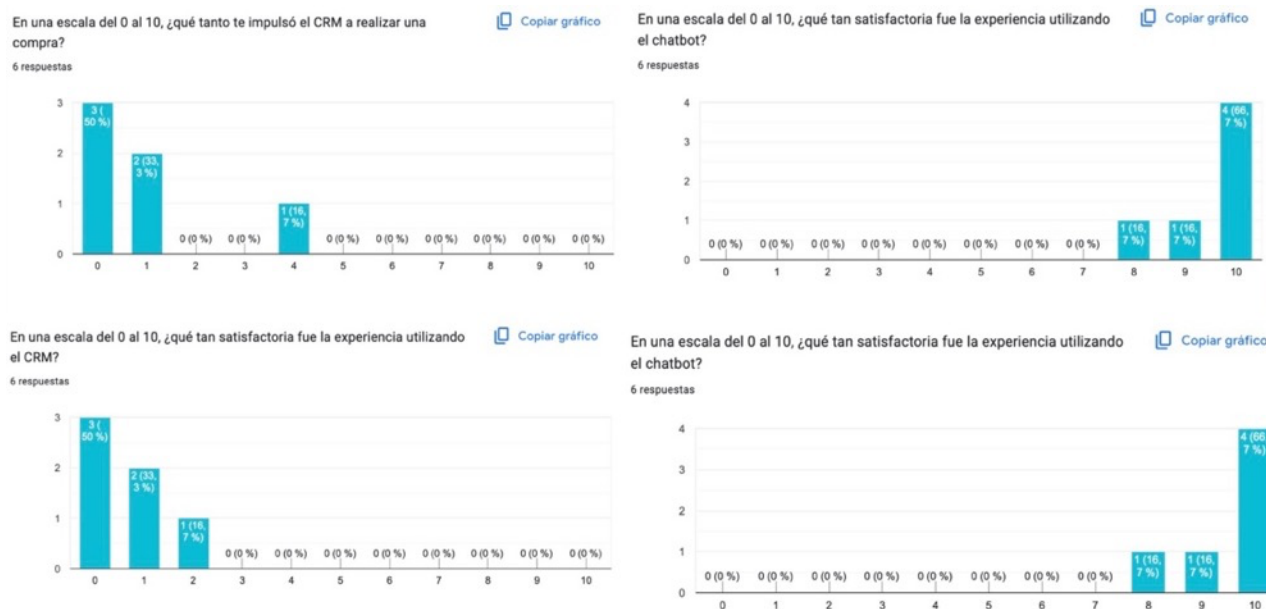 En una escala del 0 al 10, ¿qué tanto te impulsó el CRM a realizar una
compra?
Copiar gráfico
6 respuestas
3
2
1
0
3 (
50 %)
2 (33,
3 %)
0 (0 %)
0 (0 %)
1 (16,
7 %)
0 (0 %)
0 (0 %)
0 (0 %)
0 (0 %)
0 (0 %)
0 (0 %)
0 1 2 3 4 5 6 7 8 9 10
En una escala del 0 al 10, ¿qué tan satisfactoria fue la experiencia utilizando
el chatbot?
Copiar gráfico
6 respuestas
4
3
2
1
0
0 (0 %)
0 (0 %)
0 (0 %)
0 (0 %)
0 (0 %)
0 (0 %)
0 (0 %)
0 (0 %)
1 (16,
7 %)
1 (16,
7 %)
4 (66,
7 %)
0 1 2 3 4 5 6 7 8 9 10
En una escala del 0 al 10, ¿qué tan satisfactoria fue la experiencia utilizando
el CRM?
Copiar gráfico
6 respuestas
3
2
1
0
3 (
50 %)
2 (33,
3 %)
1 (16,
7 %)
0 (0 %)
0 (0 %)
0 (0 %)
0 (0 %)
0 (0 %)
0 (0 %)
0 (0 %)
0 (0 %)
0 1 2 3 4 5 6 7 8 9 10
En una escala del 0 al 10, ¿qué tan satisfactoria fue la experiencia utilizando
el chatbot?
Copiar gráfico
6 respuestas
4
3
2
1
0
0 (0 %)
0 (0 %)
0 (0 %)
0 (0 %)
0 (0 %)
0 (0 %)
0 (0 %)
0 (0 %)
1 (16,
7 %)
1 (16,
7 %)
4 (66,
7 %)
0 1 2 3 4 5 6 7 8 9 10